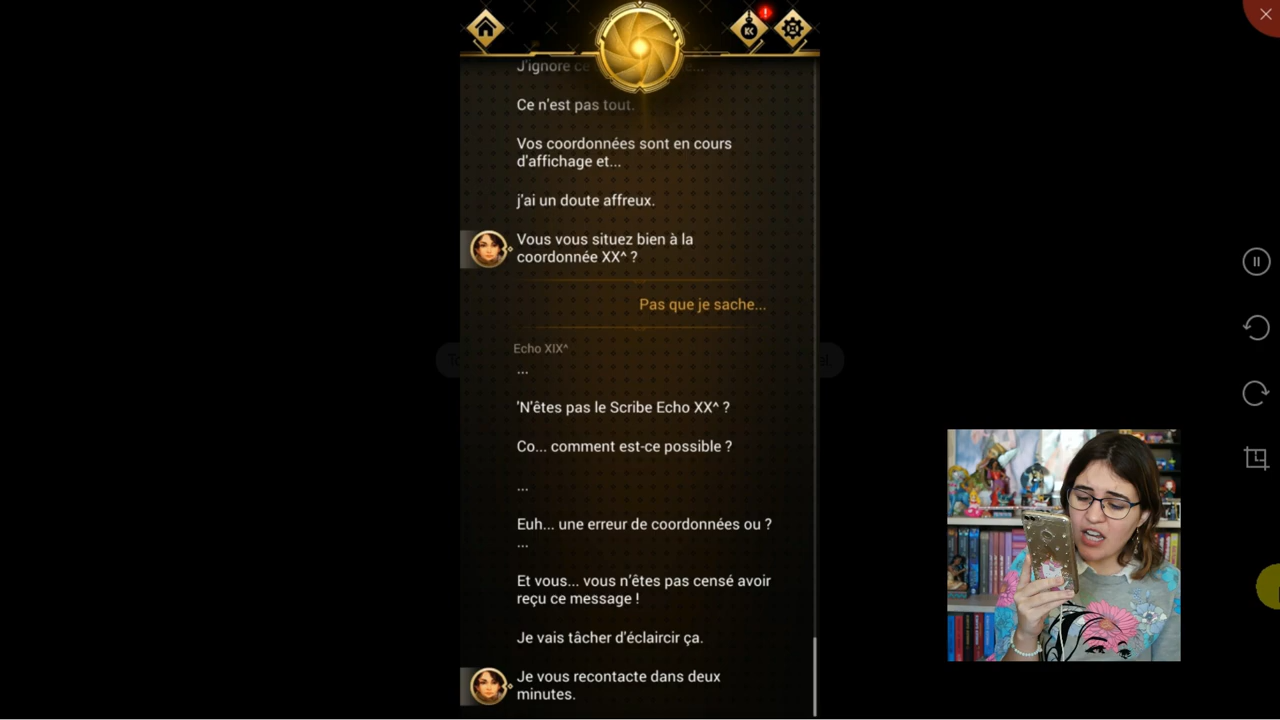 J'ignore ce
Ce n'est pas tout.
Vos coordonnées sont en cours
d'affichage et...
j'ai un doute affreux.
Vous vous situez bien à la
coordonnée XX^ ?
Pas que je sache...
Echo XIX^
...
'N'êtes pas le Scribe Echo XX^ ?
Co... comment est-ce possible ?
...
Euh... une erreur de coordonnées ou ?
...
Et vous... vous n'êtes pas censé avoir
reçu ce message !
Je vais tâcher d'éclaircir ça.
Je vous recontacte dans deux
minutes.